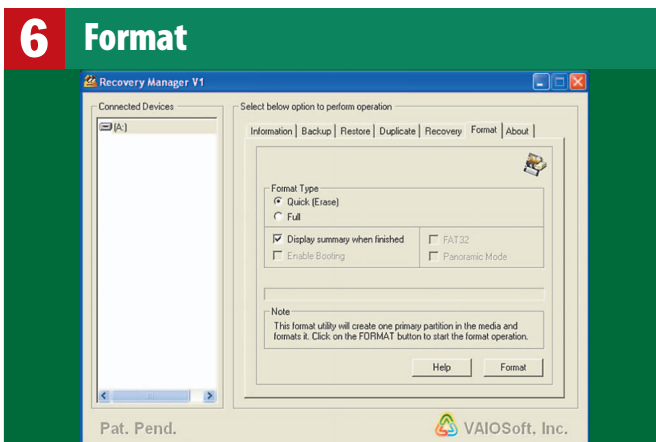 6 Format
Recovery Manager V1
Connected Devices
(A:)
Select below option to perform operation
Information Backup Restore Duplicate Recovery Format About
Format Type
Quick (Erase)
Full
Display summary when finished
FAT32
Enable Booting
Panoramic Mode
Note
This format utility will create one primary partition in the media and
formats it. Click on the FORMAT button to start the format operation.
Help Format
Pat. Pend.
VAIOSoft, Inc.